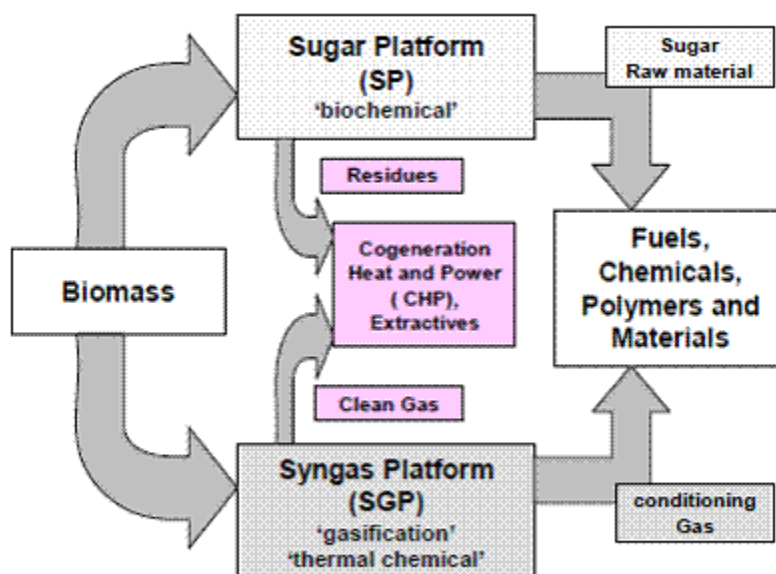 Sugar Platform
(SP)
‘biochemical’
Sugar
Raw material
Residues
Biomass
Cogeneration
Heat and Power
( CHP),
Extractives
Fuels,
Chemicals,
Polymers and
Materials
Clean Gas
Syngas Platform
(SGP)
‘gasification’
‘thermal chemical’
conditioning
Gas